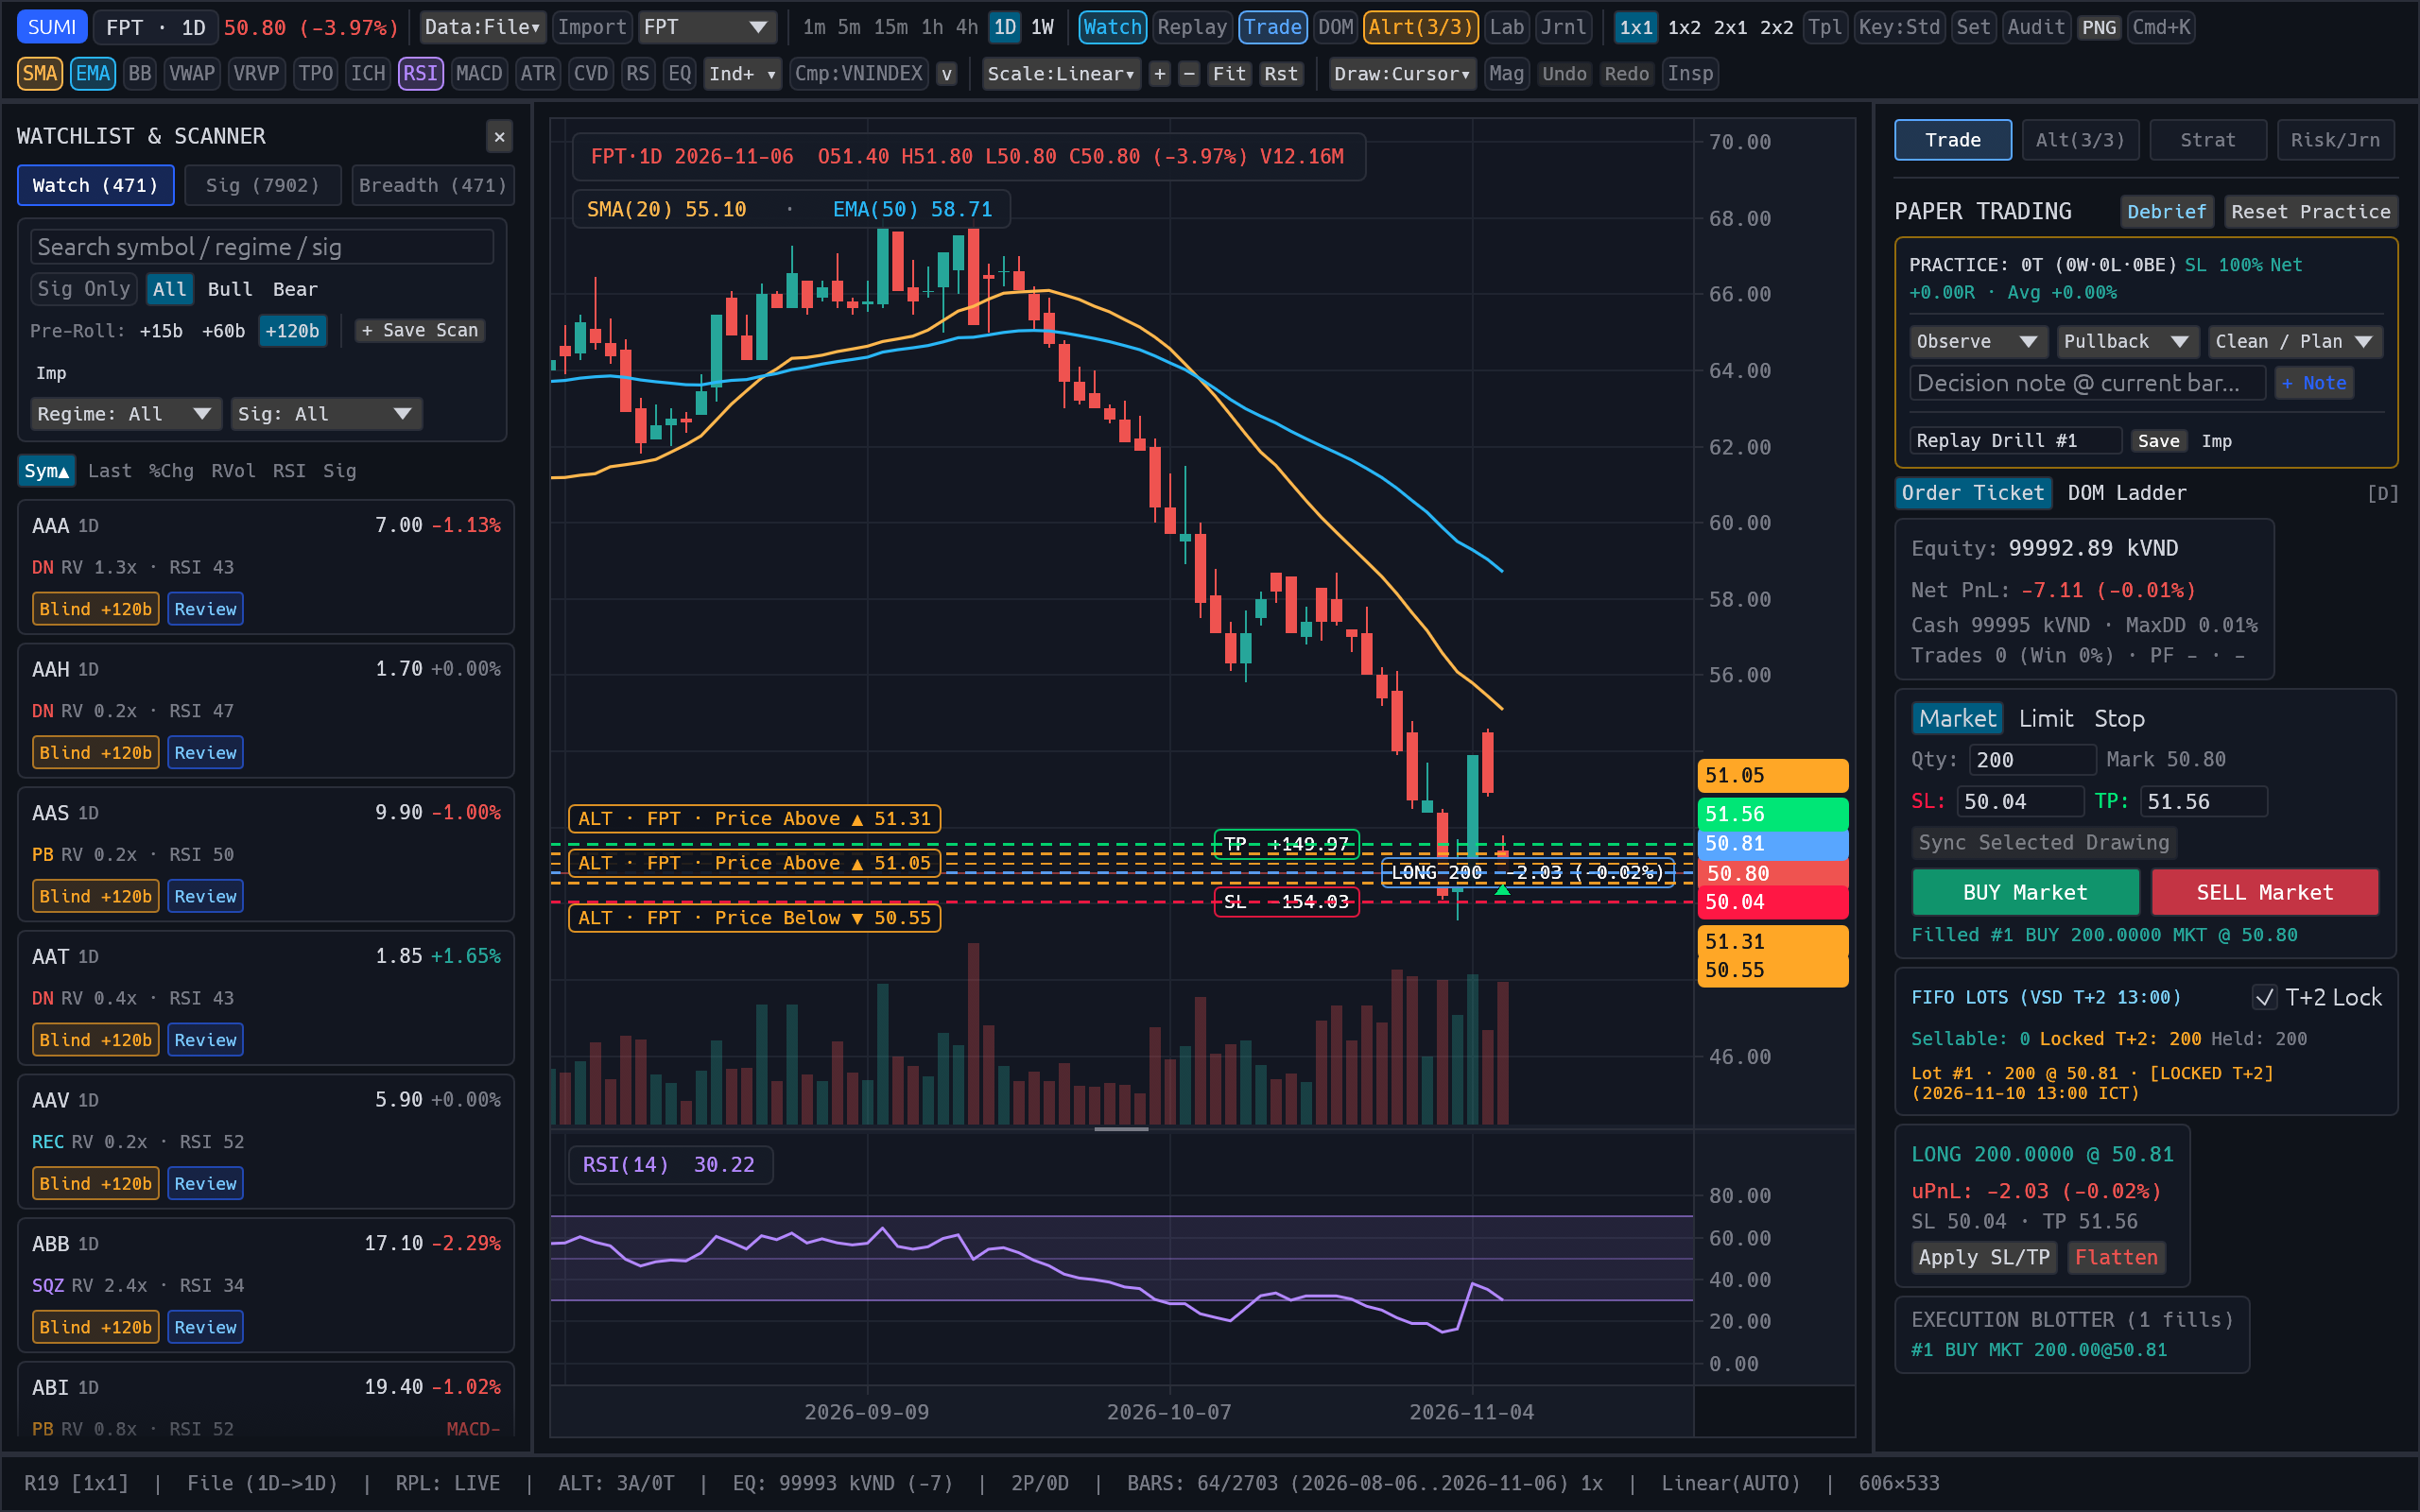 SUMI FPT · 1D 50.80 (-3.97%) Data:File▾ Import FPT 1m 5m 15m 1h 4h 1D 1W Watch Replay Trade DOM Alrt(3/3) Lab Jrnl 1x1 1x2 2x1 2x2 Tpl Key:Std Set Audit PNG Cmd+K
SMA EMA BB VWAP VRVP TPO ICH RSI MACD ATR CVD RS EQ Ind+ ▾ Cmp:VNINDEX v Scale:Linear▾ + − Fit Rst Draw:Cursor▾ Mag Undo Redo Insp
WATCHLIST & SCANNER ×
Watch (471) Sig (7902) Breadth (471)
Search symbol / regime / sig
Sig Only All Bull Bear
Pre-Roll: +15b +60b +120b + Save Scan
Imp
Regime: All Sig: All
Sym▲ Last %Chg RVol RSI Sig
AAA 1D 7.00 -1.13%
DN RV 1.3x · RSI 43
Blind +120b Review
AAH 1D 1.70 +0.00%
DN RV 0.2x · RSI 47
Blind +120b Review
AAS 1D 9.90 -1.00%
PB RV 0.2x · RSI 50
Blind +120b Review
AAT 1D 1.85 +1.65%
DN RV 0.4x · RSI 43
Blind +120b Review
AAV 1D 5.90 +0.00%
REC RV 0.2x · RSI 52
Blind +120b Review
ABB 1D 17.10 -2.29%
SQZ RV 2.4x · RSI 34
Blind +120b Review
ABI 1D 19.40 -1.02%
PB RV 0.8x · RSI 52 MACD-
FPT·1D 2026-11-06 O51.40 H51.80 L50.80 C50.80 (-3.97%) V12.16M
SMA(20) 55.10 · EMA(50) 58.71
70.00
68.00
66.00
64.00
62.00
60.00
58.00
56.00
51.05
51.56
50.81
50.80
50.04
51.31
50.55
46.00
ALT · FPT · Price Above ▲ 51.31
TP +149.97
ALT · FPT · Price Above ▲ 51.05
LONG 200 -2.03 (-0.02%)
SL -154.03
ALT · FPT · Price Below ▼ 50.55
RSI(14) 30.22
80.00
60.00
40.00
20.00
0.00
2026-09-09 2026-10-07 2026-11-04
Trade Alt(3/3) Strat Risk/Jrn
PAPER TRADING Debrief Reset Practice
PRACTICE: 0T (0W·0L·0BE) SL 100% Net
+0.00R · Avg +0.00%
Observe Pullback Clean / Plan
Decision note @ current bar... + Note
Replay Drill #1 Save Imp
Order Ticket DOM Ladder [D]
Equity: 99992.89 kVND
Net PnL: -7.11 (-0.01%)
Cash 99995 kVND · MaxDD 0.01%
Trades 0 (Win 0%) · PF - · -
Market Limit Stop
Qty: 200 Mark 50.80
SL: 50.04 TP: 51.56
Sync Selected Drawing
BUY Market SELL Market
Filled #1 BUY 200.0000 MKT @ 50.80
FIFO LOTS (VSD T+2 13:00) ✓ T+2 Lock
Sellable: 0 Locked T+2: 200 Held: 200
Lot #1 · 200 @ 50.81 · [LOCKED T+2]
(2026-11-10 13:00 ICT)
LONG 200.0000 @ 50.81
uPnL: -2.03 (-0.02%)
SL 50.04 · TP 51.56
Apply SL/TP Flatten
EXECUTION BLOTTER (1 fills)
#1 BUY MKT 200.00@50.81
R19 [1x1] | File (1D->1D) | RPL: LIVE | ALT: 3A/0T | EQ: 99993 kVND (-7) | 2P/0D | BARS: 64/2703 (2026-08-06..2026-11-06) 1x | Linear(AUTO) | 606×533